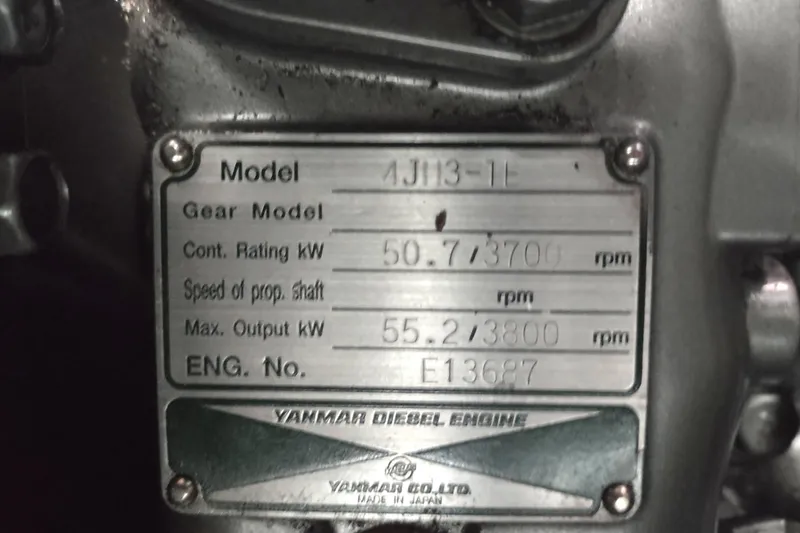 Model 4JH3-TE
Gear Model
Cont. Rating kW 50.7/3700 rpm
Speed of prop. shaft rpm
Max. Output kW 55.2/3800 rpm
ENG. No. E13687
YANMAR DIESEL ENGINE
YANMAR CO.,LTD.
MADE IN JAPAN